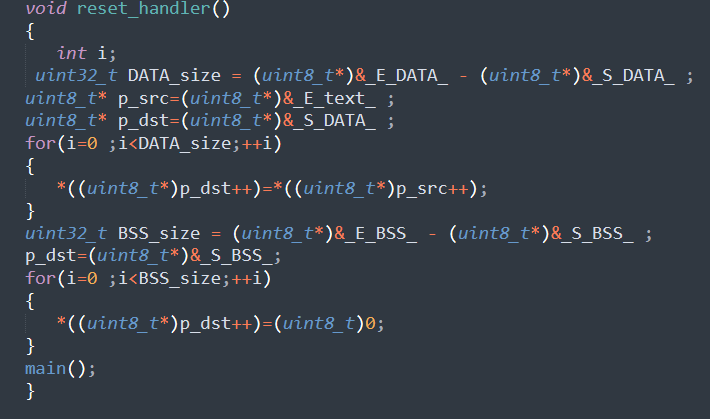 void reset_handler()
{
int i;
uint32_t DATA_size = (uint8_t*)&_E_DATA_ - (uint8_t*)&_S_DATA_ ;
uint8_t* p_src=(uint8_t*)&_E_text_ ;
uint8_t* p_dst=(uint8_t*)&_S_DATA_ ;
for(i=0 ;i<DATA_size;++i)
{
*((uint8_t*)p_dst++)=*((uint8_t*)p_src++);
}
uint32_t BSS_size = (uint8_t*)&_E_BSS_ - (uint8_t*)&_S_BSS_ ;
p_dst=(uint8_t*)&_S_BSS_;
for(i=0 ;i<BSS_size;++i)
{
*((uint8_t*)p_dst++)=(uint8_t)0;
}
main();
}